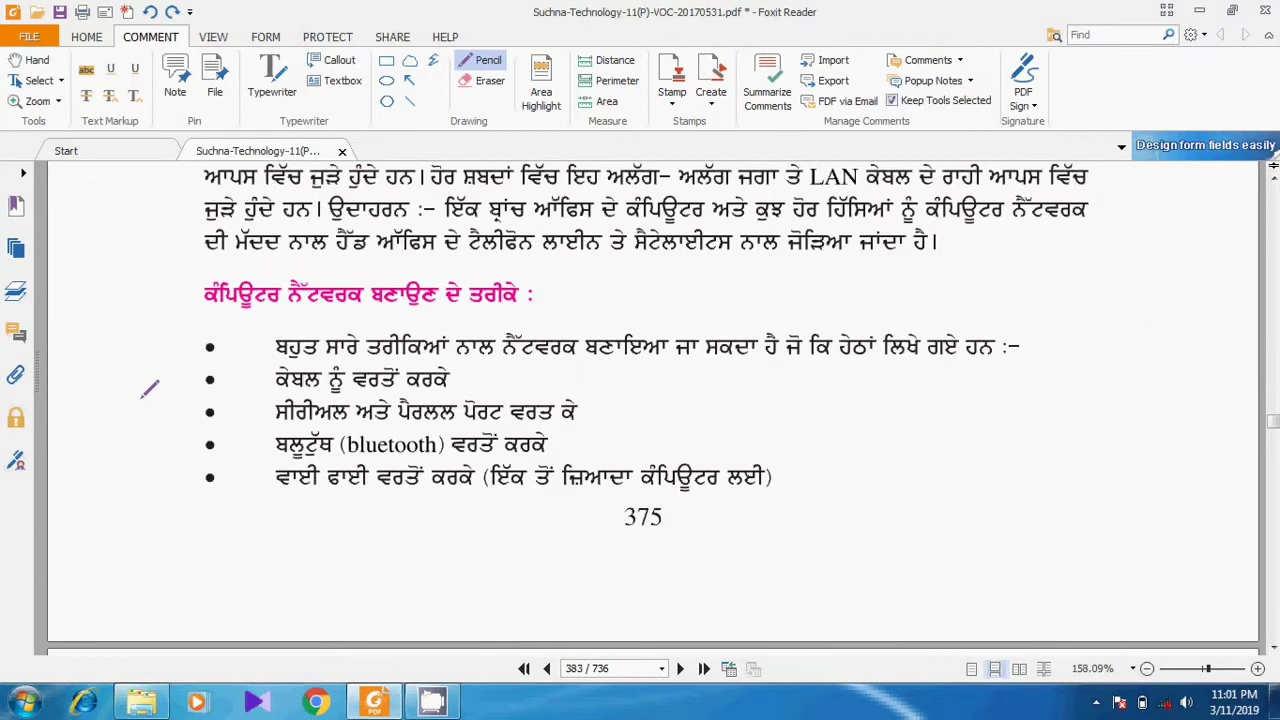 Suchna-Technology-11(P)-VOC-20170531.pdf * - Foxit Reader
FILE HOME COMMENT VIEW FORM PROTECT SHARE HELP Find
Hand Select Zoom Tools
Text Markup
Note File Pin
Typewriter Callout Textbox Typewriter
Pencil Eraser Area Highlight Drawing
Distance Perimeter Area Measure
Stamp Create Stamps
Summarize Comments Import Export FDF via Email Comments Popup Notes Keep Tools Selected Manage Comments
PDF Sign Signature
Start Suchna-Technology-11(P... Design form fields easily
ਆਪਸ ਵਿੱਚ ਜੁੜੇ ਹੁੰਦੇ ਹਨ। ਹੋਰ ਸ਼ਬਦਾਂ ਵਿੱਚ ਇਹ ਅਲੱਗ- ਅਲੱਗ ਜਗਾ ਤੇ LAN ਕੇਬਲ ਦੇ ਰਾਹੀ ਆਪਸ ਵਿੱਚ
ਜੁੜੇ ਹੁੰਦੇ ਹਨ। ਉਦਾਹਰਨ :- ਇੱਕ ਬ੍ਰਾਂਚ ਆੱਫਿਸ ਦੇ ਕੰਪਿਊਟਰ ਅਤੇ ਕੁਝ ਹੋਰ ਹਿੱਸਿਆਂ ਨੂੰ ਕੰਪਿਊਟਰ ਨੈੱਟਵਰਕ
ਦੀ ਮੱਦਦ ਨਾਲ ਹੈੱਡ ਆੱਫਿਸ ਦੇ ਟੈਲੀਫੋਨ ਲਾਈਨ ਤੇ ਸੈਟੇਲਾਈਟਸ ਨਾਲ ਜੋੜਿਆ ਜਾਂਦਾ ਹੈ।
ਕੰਪਿਊਟਰ ਨੈੱਟਵਰਕ ਬਣਾਉਣ ਦੇ ਤਰੀਕੇ :
• ਬਹੁਤ ਸਾਰੇ ਤਰੀਕਿਆਂ ਨਾਲ ਨੈੱਟਵਰਕ ਬਣਾਇਆ ਜਾ ਸਕਦਾ ਹੈ ਜੋ ਕਿ ਹੇਠਾਂ ਲਿਖੇ ਗਏ ਹਨ :-
• ਕੇਬਲ ਨੂੰ ਵਰਤੋਂ ਕਰਕੇ
• ਸੀਰੀਅਲ ਅਤੇ ਪੈਰਲਲ ਪੋਰਟ ਵਰਤ ਕੇ
• ਬਲੂਟੁੱਥ (bluetooth) ਵਰਤੋਂ ਕਰਕੇ
• ਵਾਈ ਫਾਈ ਵਰਤੋਂ ਕਰਕੇ (ਇੱਕ ਤੋਂ ਜ਼ਿਆਦਾ ਕੰਪਿਊਟਰ ਲਈ)
375
383 / 736 158.09%
11:01 PM
3/11/2019